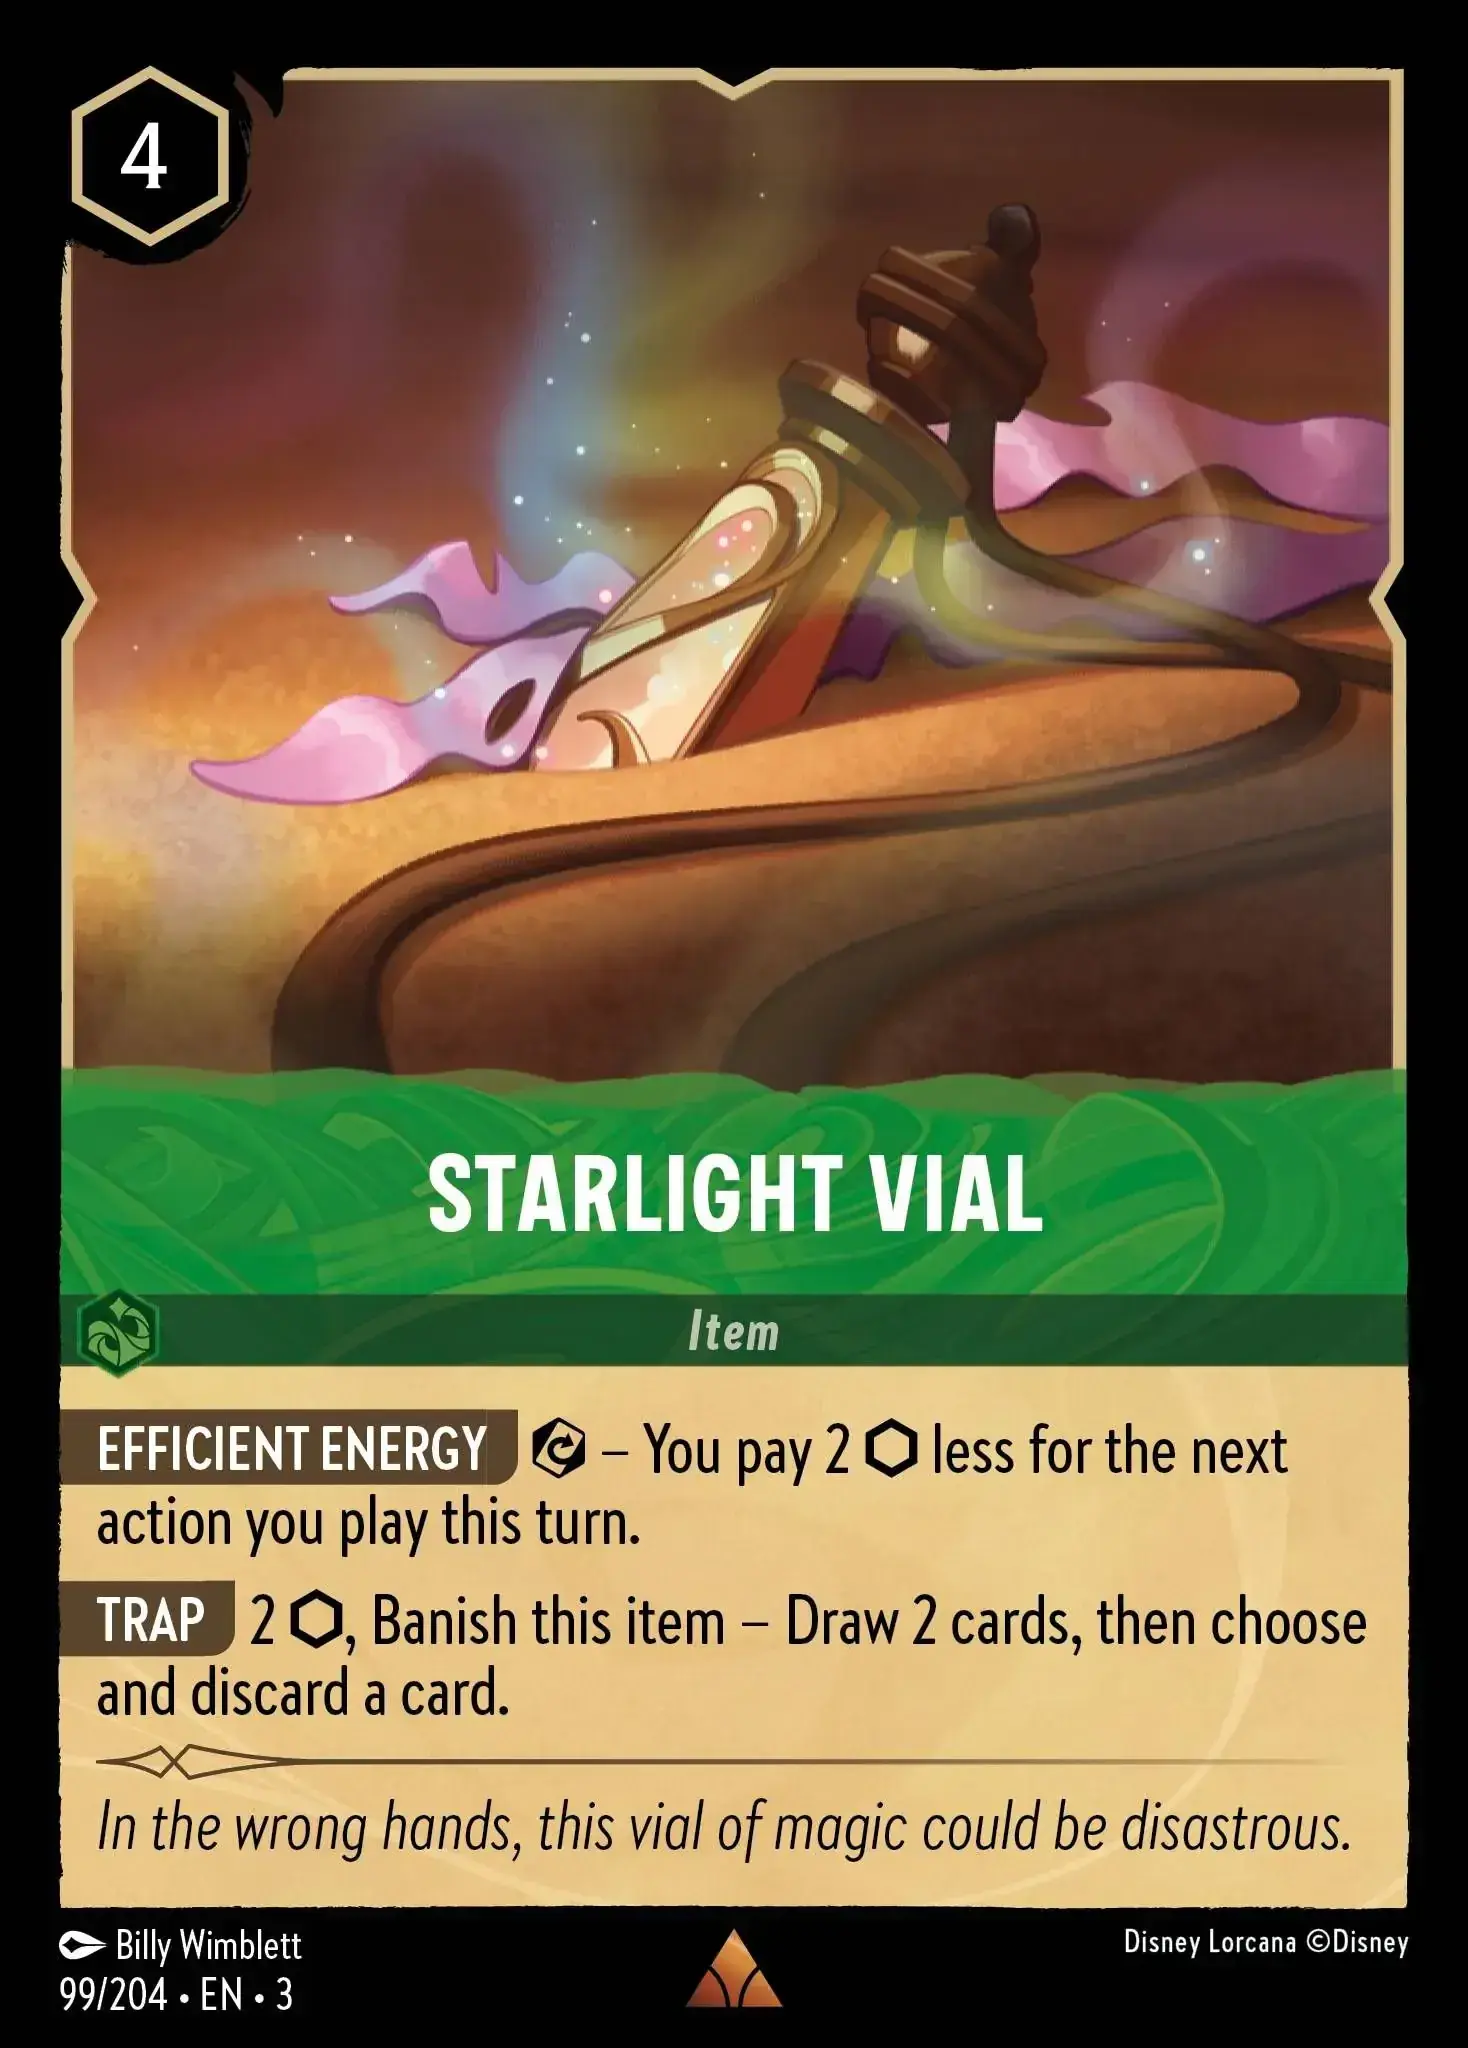 4
STARLIGHT VIAL
Item
EFFICIENT ENERGY – You pay 2 ⬡ less for the next
action you play this turn.
TRAP 2 ⬡, Banish this item – Draw 2 cards, then choose
and discard a card.
In the wrong hands, this vial of magic could be disastrous.
Billy Wimblett
Disney Lorcana ©Disney
99/204 • EN • 3